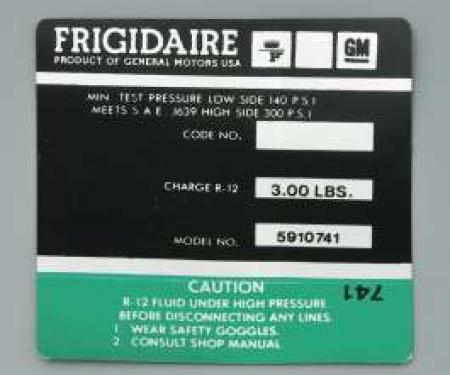 FRIGIDAIRE
PRODUCT OF GENERAL MOTORS USA
GM
MIN. TEST PRESSURE LOW SIDE 140 P.S.I
MEETS S A E J639 HIGH SIDE 300 P.S.I
CODE NO.
CHARGE R-12 3.00 LBS.
MODEL NO. 5910741
CAUTION
741
R-12 FLUID UNDER HIGH PRESSURE
BEFORE DISCONNECTING ANY LINES.
1 WEAR SAFETY GOGGLES.
2 CONSULT SHOP MANUAL